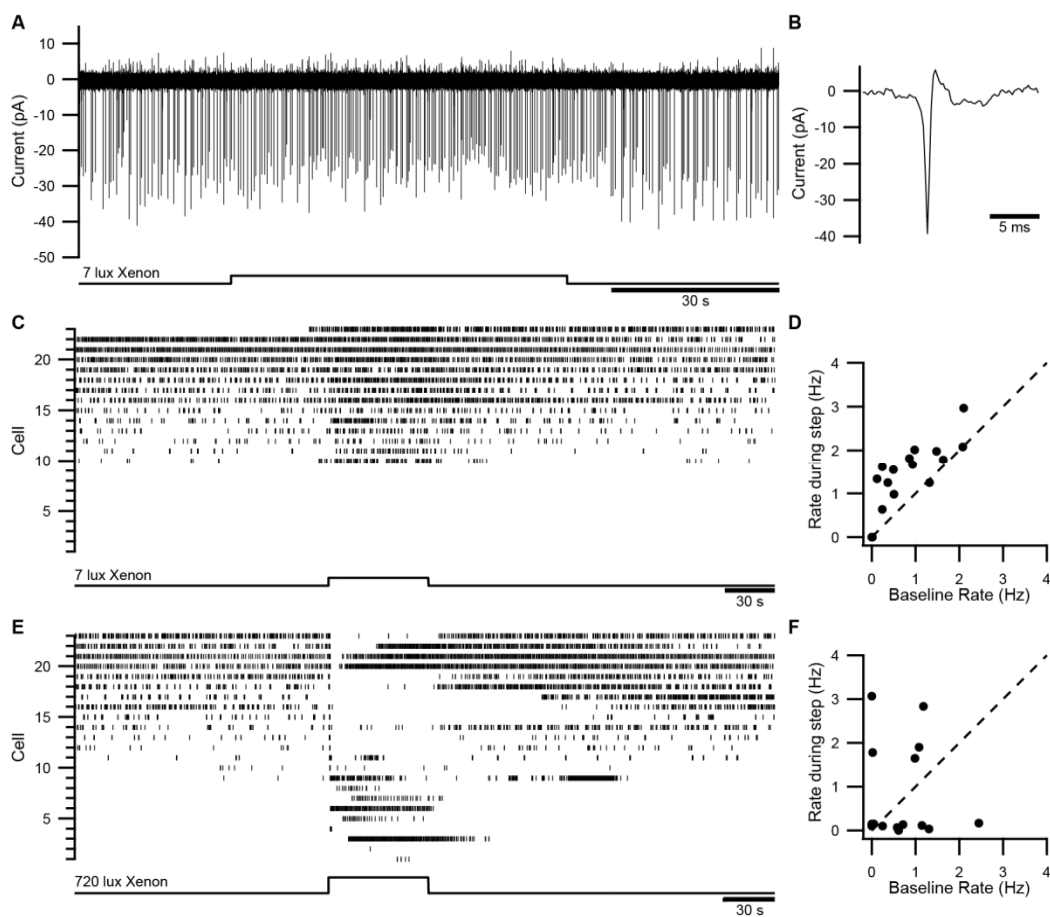 A
Current (pA)
10
0
-10
-20
-30
-40
-50
7 lux Xenon
30 s
B
Current (pA)
0
-10
-20
-30
-40
5 ms
C
Cell
20
15
10
5
7 lux Xenon
30 s
D
Rate during step (Hz)
4
3
2
1
0
0 1 2 3 4
Baseline Rate (Hz)
E
Cell
20
15
10
5
720 lux Xenon
30 s
F
Rate during step (Hz)
4
3
2
1
0
0 1 2 3 4
Baseline Rate (Hz)